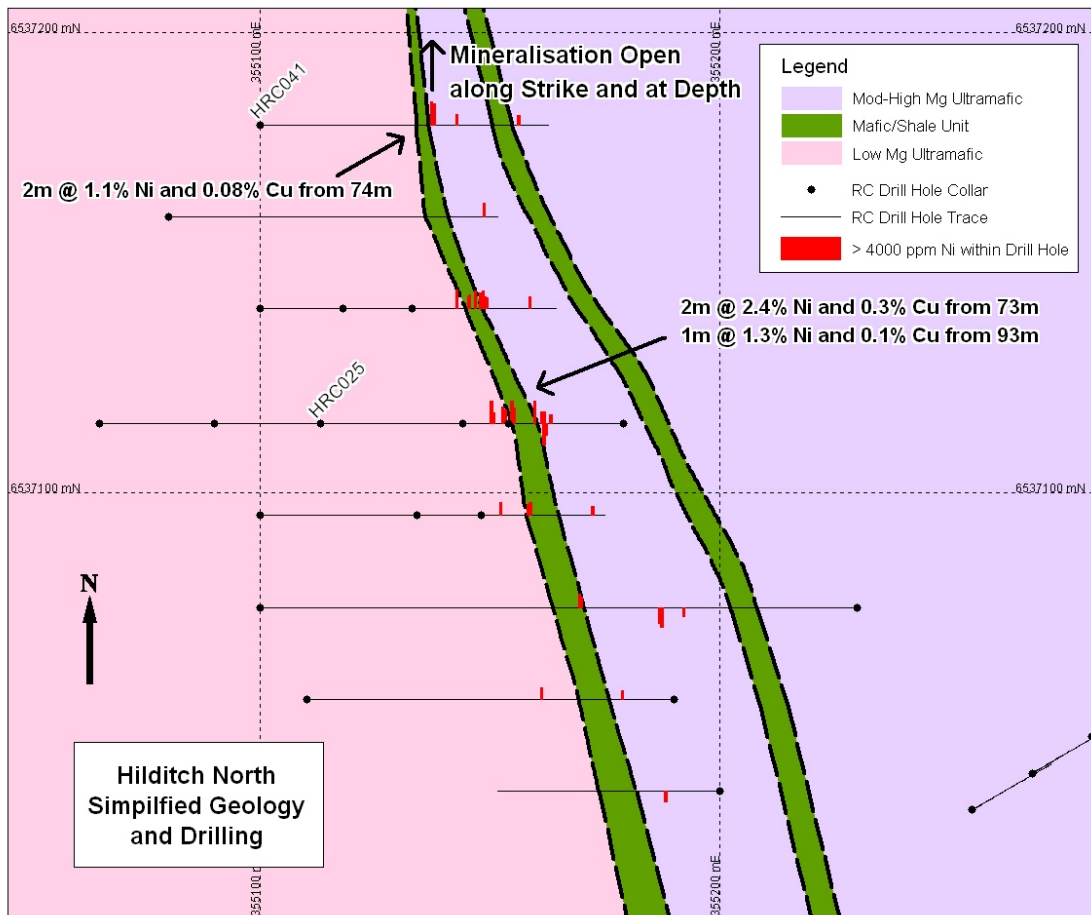 6537200 mN
6537200 mN
355100 mE
355200 mE
HRC041
Mineralisation Open
along Strike and at Depth
Legend
Mod-High Mg Ultramafic
Mafic/Shale Unit
Low Mg Ultramafic
RC Drill Hole Collar
RC Drill Hole Trace
> 4000 ppm Ni within Drill Hole
2m @ 1.1% Ni and 0.08% Cu from 74m
2m @ 2.4% Ni and 0.3% Cu from 73m
1m @ 1.3% Ni and 0.1% Cu from 93m
HRC025
6537100 mN
6537100 mN
N
Hilditch North
Simpilfied Geology
and Drilling
355100 m
355200 mE